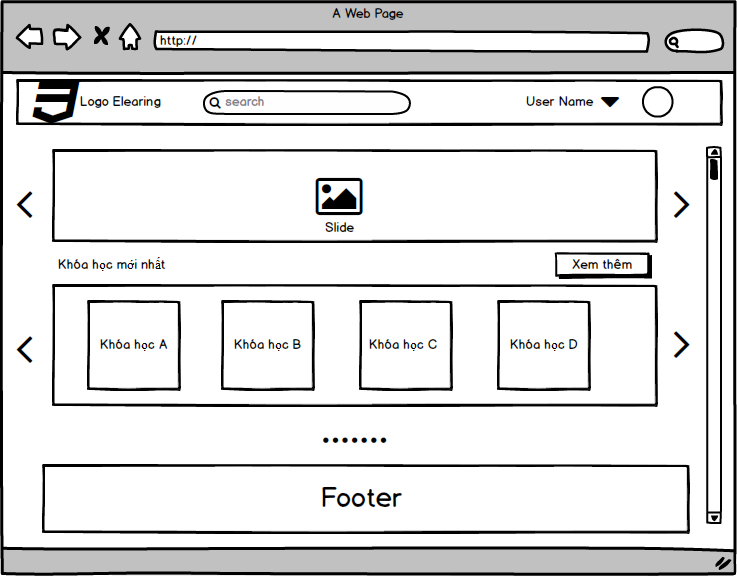 A Web Page
http://
Logo Elearing
search
User Name
Slide
Khóa học mới nhất
Xem thêm
Khóa học A
Khóa học B
Khóa học C
Khóa học D
Footer